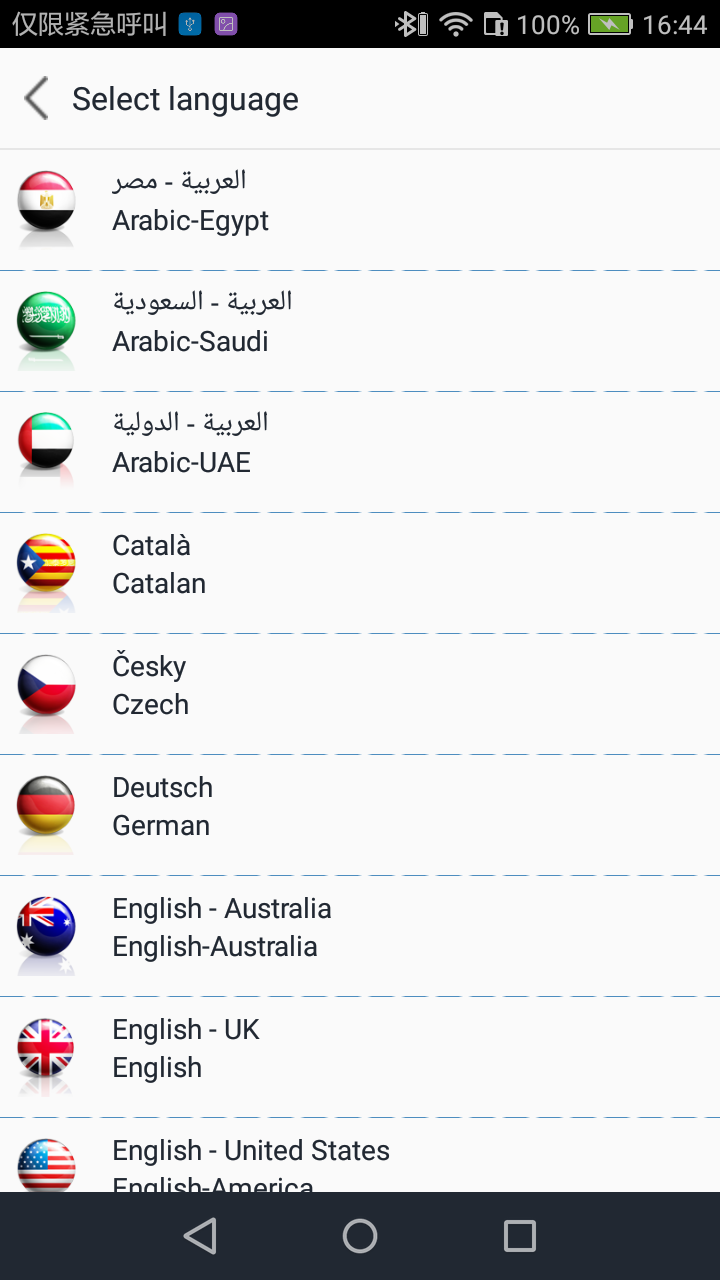 仅限紧急呼叫 100% 16:44
Select language
العربية - مصر
Arabic-Egypt
العربية - السعودية
Arabic-Saudi
العربية - الدولية
Arabic-UAE
Català
Catalan
Česky
Czech
Deutsch
German
English - Australia
English-Australia
English - UK
English
English - United States
English-America